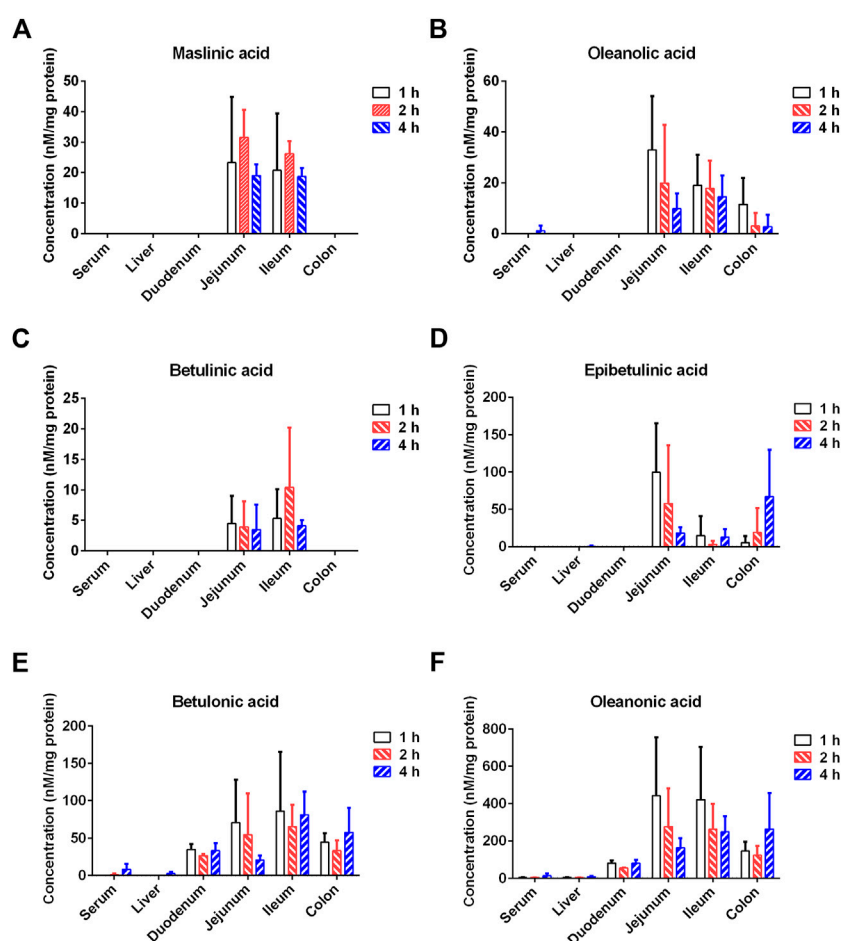 A
Maslinic acid
Concentration (nM/mg protein)
50
40
30
20
10
0
Serum
Liver
Duodenum
Jejunum
Ileum
Colon
1 h
2 h
4 h
B
Oleanolic acid
Concentration (nM/mg protein)
60
40
20
0
Serum
Liver
Duodenum
Jejunum
Ileum
Colon
1 h
2 h
4 h
C
Betulinic acid
Concentration (nM/mg protein)
25
20
15
10
5
0
Serum
Liver
Duodenum
Jejunum
Ileum
Colon
1 h
2 h
4 h
D
Epibetulinic acid
Concentration (nM/mg protein)
200
150
100
50
0
Serum
Liver
Duodenum
Jejunum
Ileum
Colon
1 h
2 h
4 h
E
Betulonic acid
Concentration (nM/mg protein)
200
150
100
50
0
Serum
Liver
Duodenum
Jejunum
Ileum
Colon
1 h
2 h
4 h
F
Oleanonic acid
Concentration (nM/mg protein)
800
600
400
200
0
Serum
Liver
Duodenum
Jejunum
Ileum
Colon
1 h
2 h
4 h